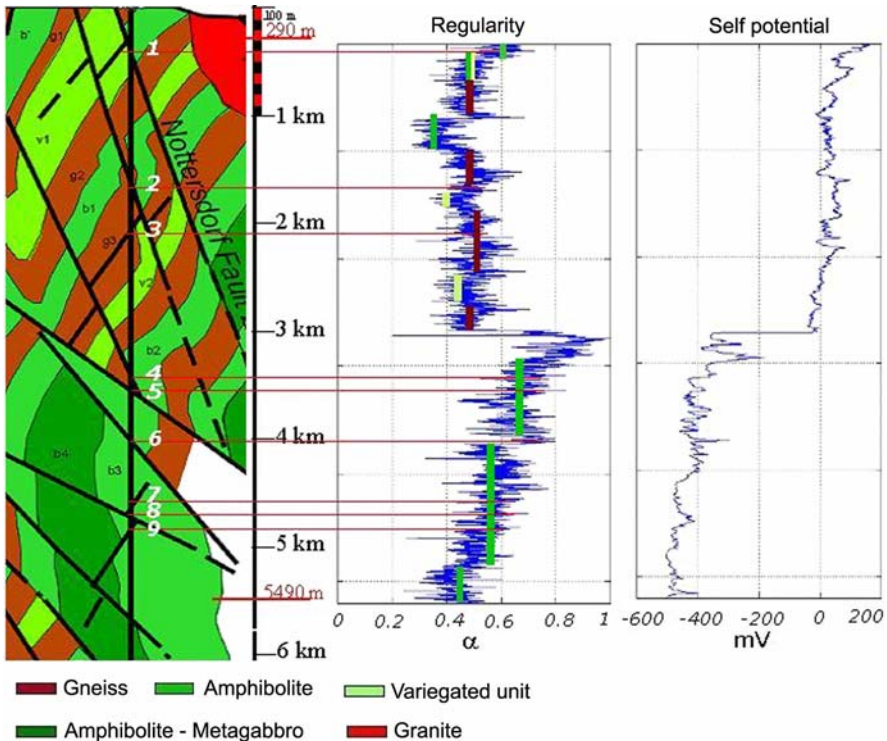 Regularity
Self potential
100 m
290 m
b'
g1
1
1 km
v1
Nottersdorf Fault
g2
2
b1
2 km
g3
3
v2
3 km
b2
4
5
4 km
6
b4
b3
7
8
9
5 km
5490 m
6 km
0 0.2 0.4 0.6 0.8 1
α
-600 -400 -200 0 200
mV
Gneiss Amphibolite Variegated unit
Amphibolite - Metagabbro Granite